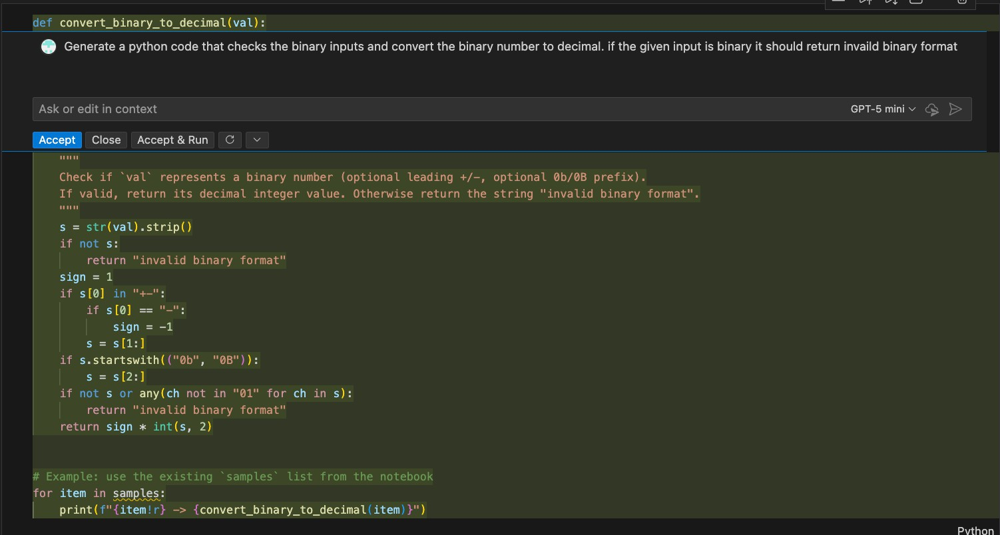 def convert_binary_to_decimal(val):
Generate a python code that checks the binary inputs and convert the binary number to decimal. if the given input is binary it should return invaild binary format
Ask or edit in context
GPT-5 mini
Accept
Close
Accept & Run
    """
    Check if `val` represents a binary number (optional leading +/-, optional 0b/0B prefix).
    If valid, return its decimal integer value. Otherwise return the string "invalid binary format".
    """
    s = str(val).strip()
    if not s:
        return "invalid binary format"
    sign = 1
    if s[0] in "+-":
        if s[0] == "-":
            sign = -1
        s = s[1:]
    if s.startswith(("0b", "0B")):
        s = s[2:]
    if not s or any(ch not in "01" for ch in s):
        return "invalid binary format"
    return sign * int(s, 2)
# Example: use the existing `samples` list from the notebook
for item in samples:
    print(f"{item!r} -> {convert_binary_to_decimal(item)}")
Python